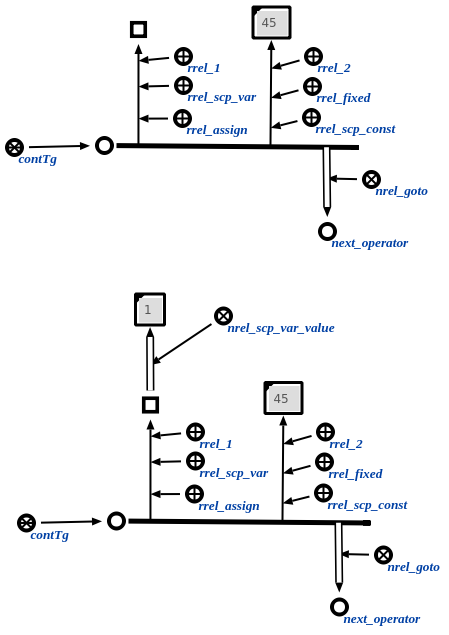 45
rrel_1
rrel_2
rrel_scp_var
rrel_fixed
rrel_assign
rrel_scp_const
contTg
nrel_goto
next_operator
1
nrel_scp_var_value
45
rrel_1
rrel_2
rrel_scp_var
rrel_fixed
rrel_assign
rrel_scp_const
contTg
nrel_goto
next_operator